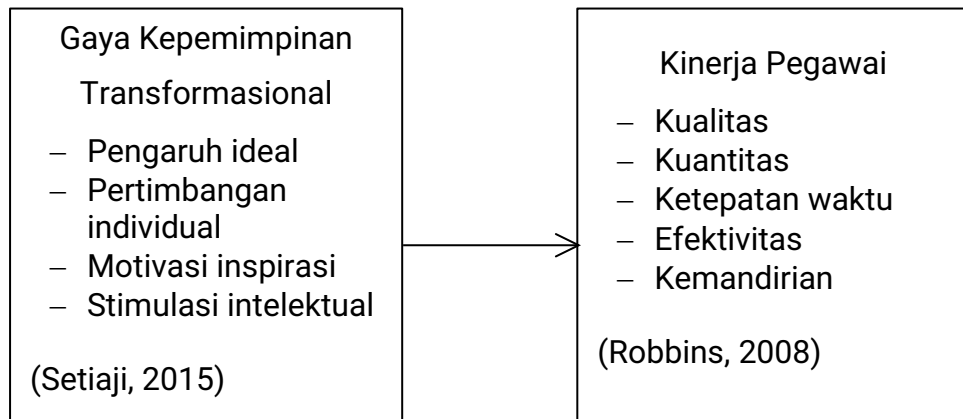 Gaya Kepemimpinan
Transformasional
– Pengaruh ideal
– Pertimbangan
individual
– Motivasi inspirasi
– Stimulasi intelektual
(Setiaji, 2015)
Kinerja Pegawai
– Kualitas
– Kuantitas
– Ketepatan waktu
– Efektivitas
– Kemandirian
(Robbins, 2008)